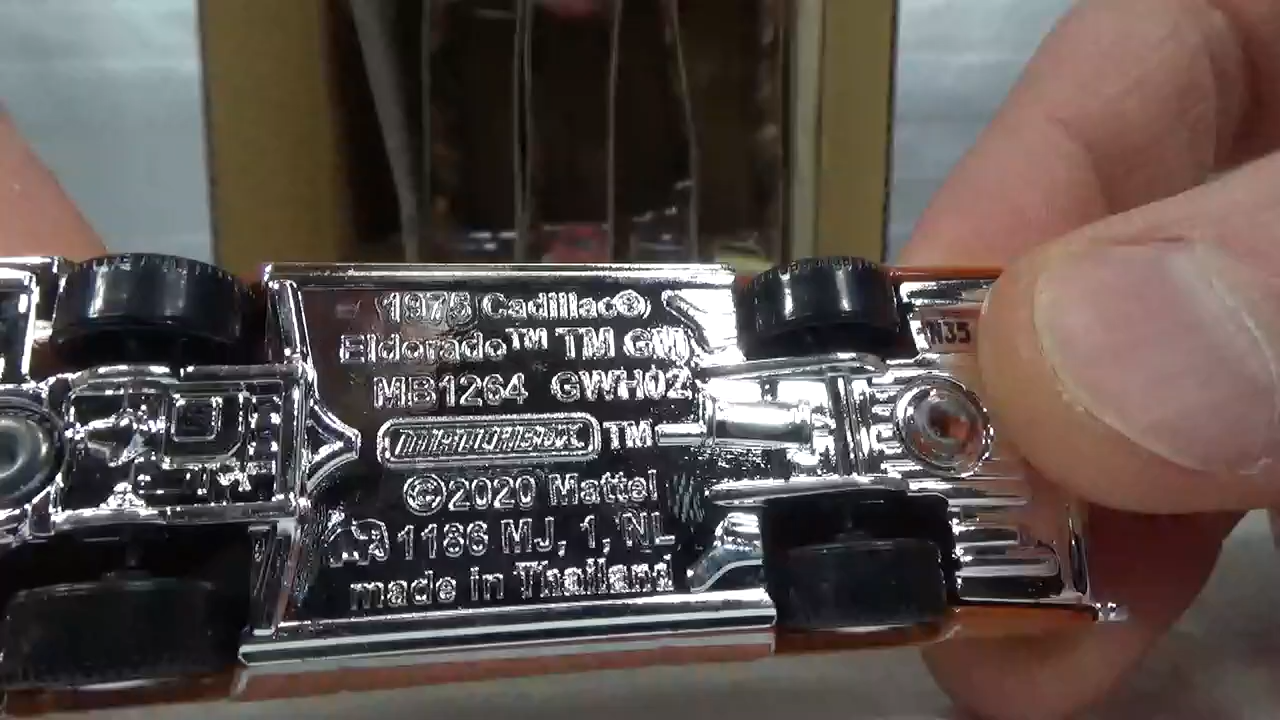 1975 Cadillac®
Eldorado™ TM GM
MB1264 GWH02
MATCHBOX TM
©2020 Mattel
1186 MJ, 1, NL
made in Thailand
N35